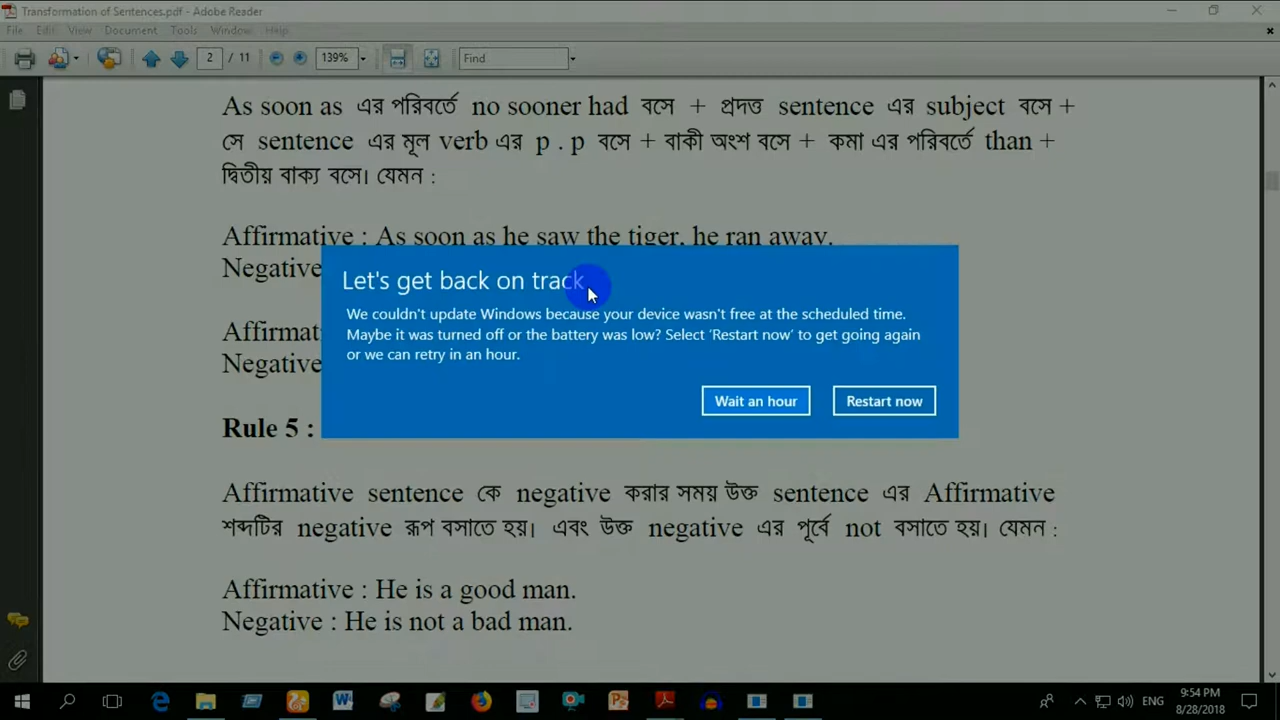 Transformation of Sentences.pdf - Adobe Reader
File Edit View Document Tools Window Help
2 / 11 139% Find
As soon as এর পরিবর্তে no sooner had বসে + প্রদত্ত sentence এর subject বসে +
সে sentence এর মূল verb এর p . p বসে + বাকী অংশ বসে + কমা এর পরিবর্তে than +
দ্বিতীয় বাক্য বসে। যেমন :
Affirmative : As soon as he saw the tiger, he ran away.
Negative
Affirmat
Negative
Let's get back on track
We couldn't update Windows because your device wasn't free at the scheduled time.
Maybe it was turned off or the battery was low? Select ‘Restart now’ to get going again
or we can retry in an hour.
Wait an hour Restart now
Rule 5 :
Affirmative sentence কে negative করার সময় উক্ত sentence এর Affirmative
শব্দটির negative রূপ বসাতে হয়। এবং উক্ত negative এর পূর্বে not বসাতে হয়। যেমন :
Affirmative : He is a good man.
Negative : He is not a bad man.
ENG
9:54 PM
8/28/2018